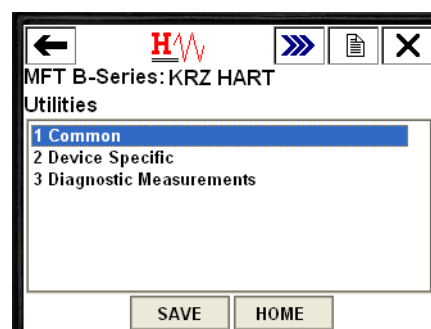 H
MFT B-Series: KRZ HART
Utilities
1 Common
2 Device Specific
3 Diagnostic Measurements
SAVE HOME